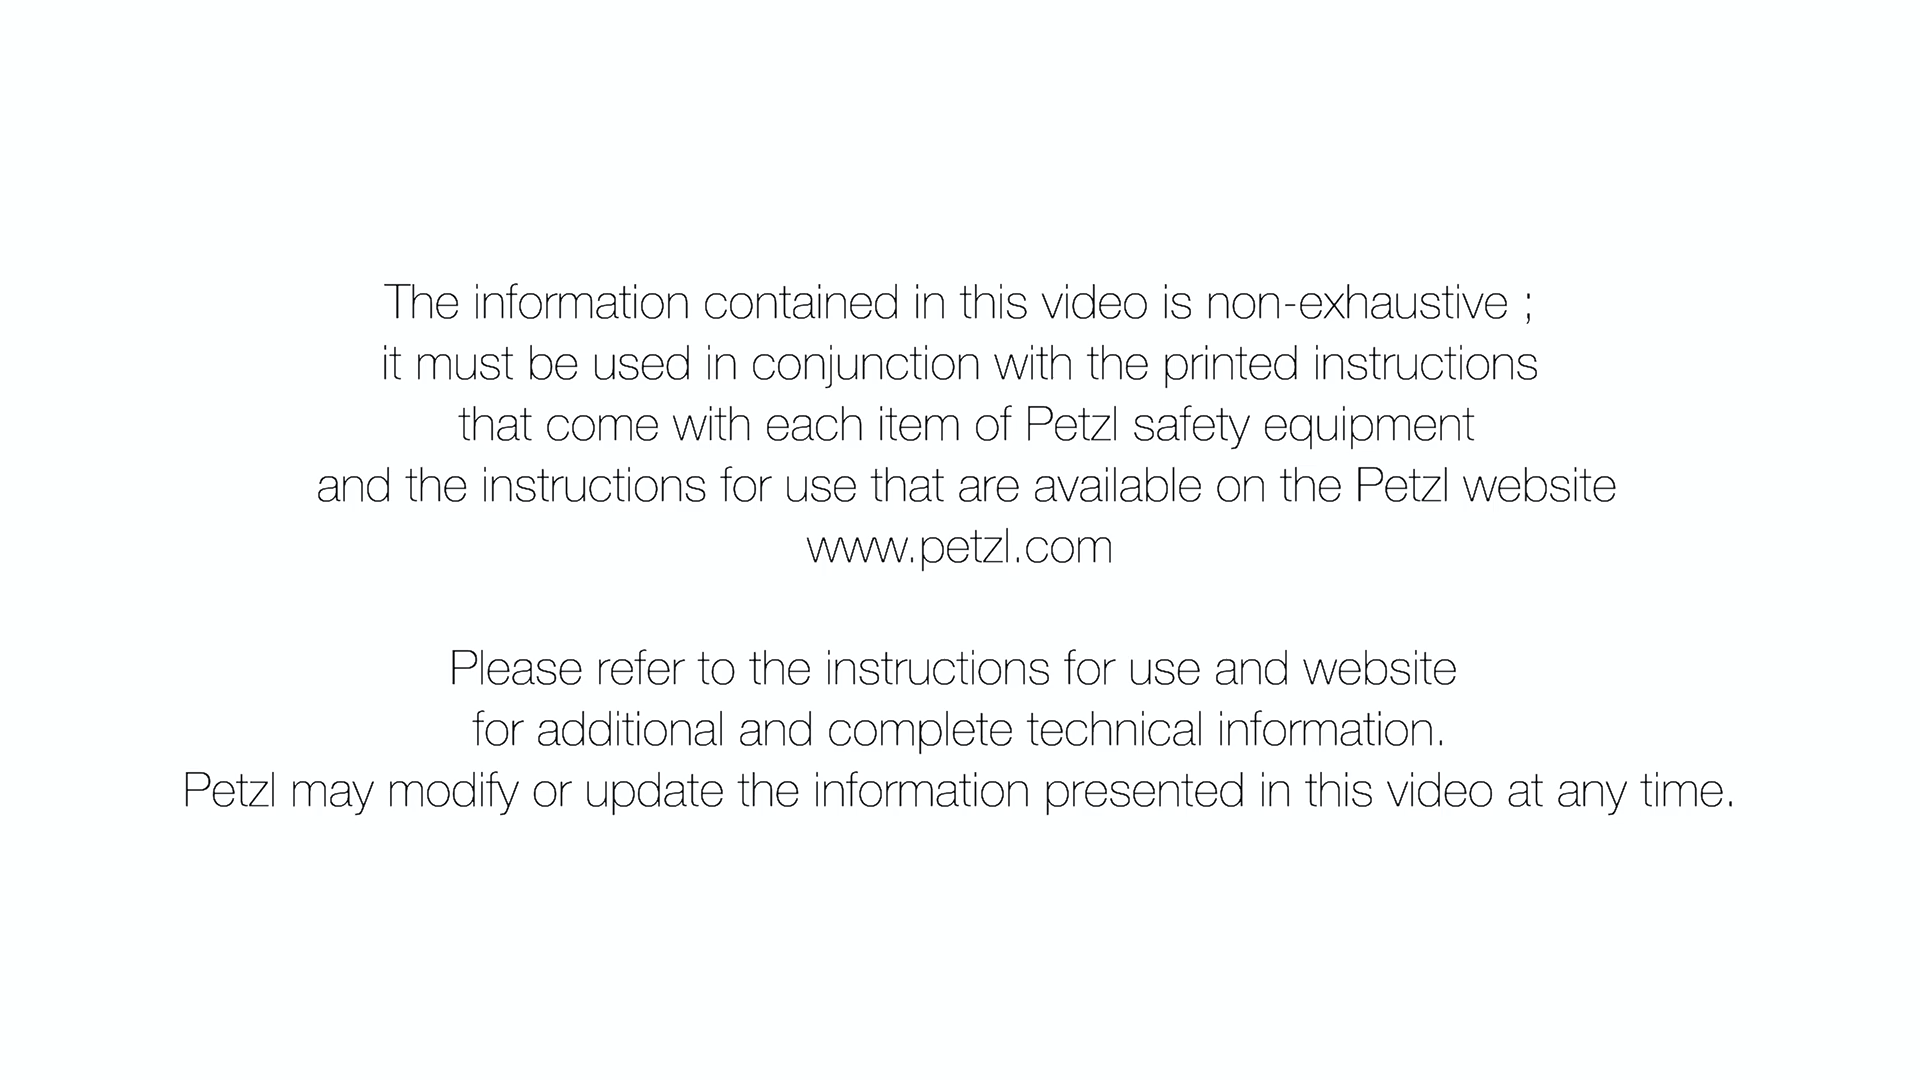 The information contained in this video is non-exhaustive ;
it must be used in conjunction with the printed instructions
that come with each item of Petzl safety equipment
and the instructions for use that are available on the Petzl website
www.petzl.com
Please refer to the instructions for use and website
for additional and complete technical information.
Petzl may modify or update the information presented in this video at any time.